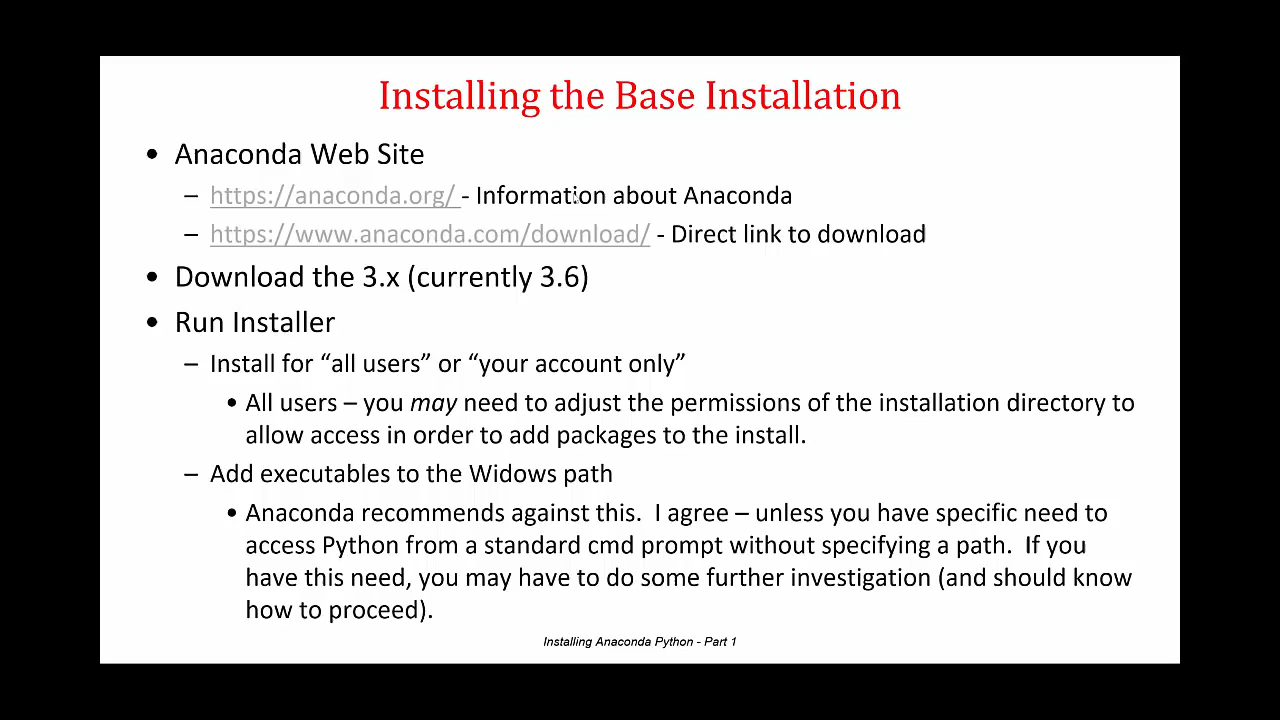 Installing the Base Installation
• Anaconda Web Site
– https://anaconda.org/ - Information about Anaconda
– https://www.anaconda.com/download/ - Direct link to download
• Download the 3.x (currently 3.6)
• Run Installer
– Install for “all users” or “your account only”
• All users – you may need to adjust the permissions of the installation directory to
allow access in order to add packages to the install.
– Add executables to the Widows path
• Anaconda recommends against this.  I agree – unless you have specific need to
access Python from a standard cmd prompt without specifying a path.  If you
have this need, you may have to do some further investigation (and should know
how to proceed).
Installing Anaconda Python - Part 1